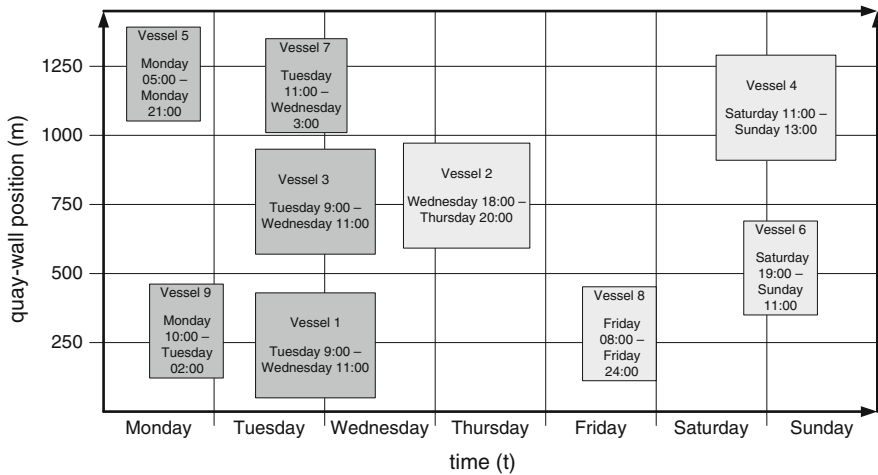 quay-wall position (m)
1250
1000
750
500
250
Vessel 5
Monday
05:00 –
Monday
21:00
Vessel 7
Tuesday
11:00 –
Wednesday
3:00
Vessel 4
Saturday 11:00 –
Sunday 13:00
Vessel 3
Tuesday 9:00 –
Wednesday 11:00
Vessel 2
Wednesday 18:00 –
Thursday 20:00
Vessel 6
Saturday
19:00 –
Sunday
11:00
Vessel 9
Monday
10:00 –
Tuesday
02:00
Vessel 1
Tuesday 9:00 –
Wednesday 11:00
Vessel 8
Friday
08:00 –
Friday
24:00
Monday Tuesday Wednesday Thursday Friday Saturday Sunday
time (t)